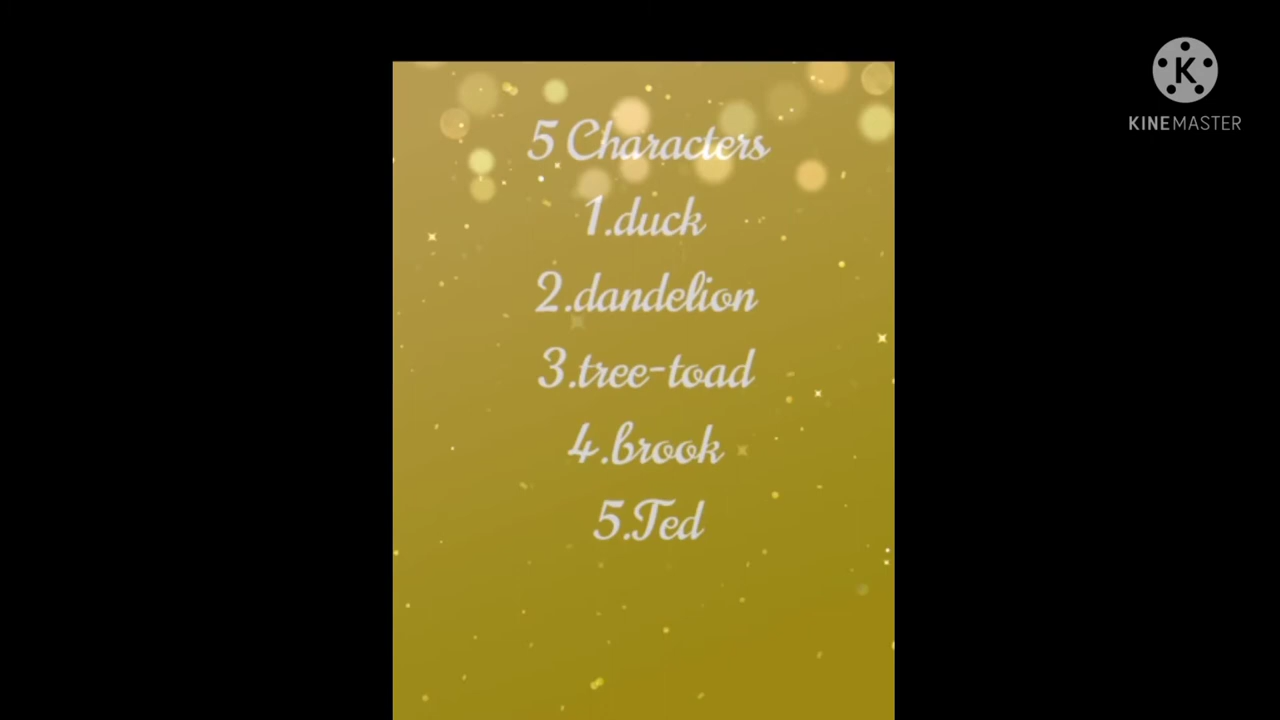 5 Characters
1.duck
2.dandelion
3.tree-toad
4.brook
5.Ted
K
KINEMASTER